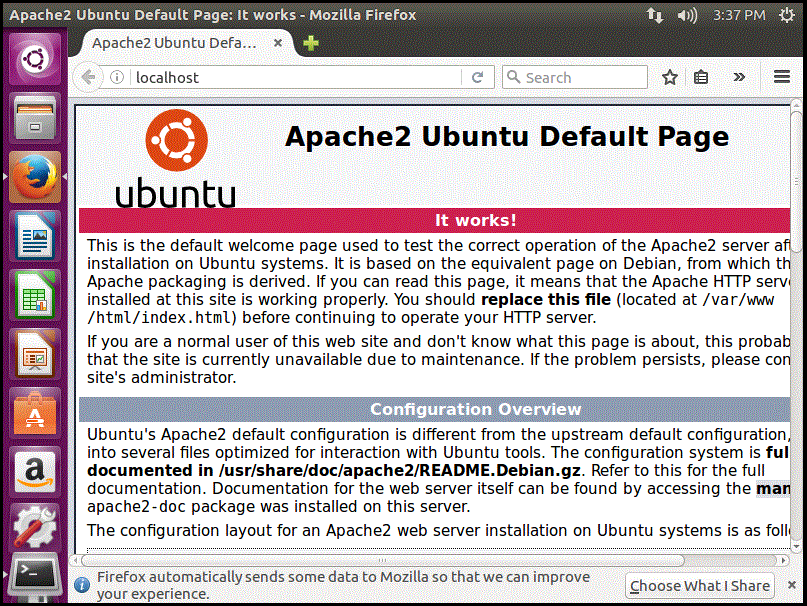 Apache2 Ubuntu Default Page: It works - Mozilla Firefox
3:37 PM
Apache2 Ubuntu Defa...
localhost
Search
ubuntu
Apache2 Ubuntu Default Page
It works!
This is the default welcome page used to test the correct operation of the Apache2 server aft
installation on Ubuntu systems. It is based on the equivalent page on Debian, from which th
Apache packaging is derived. If you can read this page, it means that the Apache HTTP serve
installed at this site is working properly. You should replace this file (located at /var/www
/html/index.html) before continuing to operate your HTTP server.
If you are a normal user of this web site and don't know what this page is about, this probab
that the site is currently unavailable due to maintenance. If the problem persists, please con
site's administrator.
Configuration Overview
Ubuntu's Apache2 default configuration is different from the upstream default configuration,
into several files optimized for interaction with Ubuntu tools. The configuration system is ful
documented in /usr/share/doc/apache2/README.Debian.gz. Refer to this for the full
documentation. Documentation for the web server itself can be found by accessing the man
apache2-doc package was installed on this server.
The configuration layout for an Apache2 web server installation on Ubuntu systems is as foll
Firefox automatically sends some data to Mozilla so that we can improve
your experience.
Choose What I Share